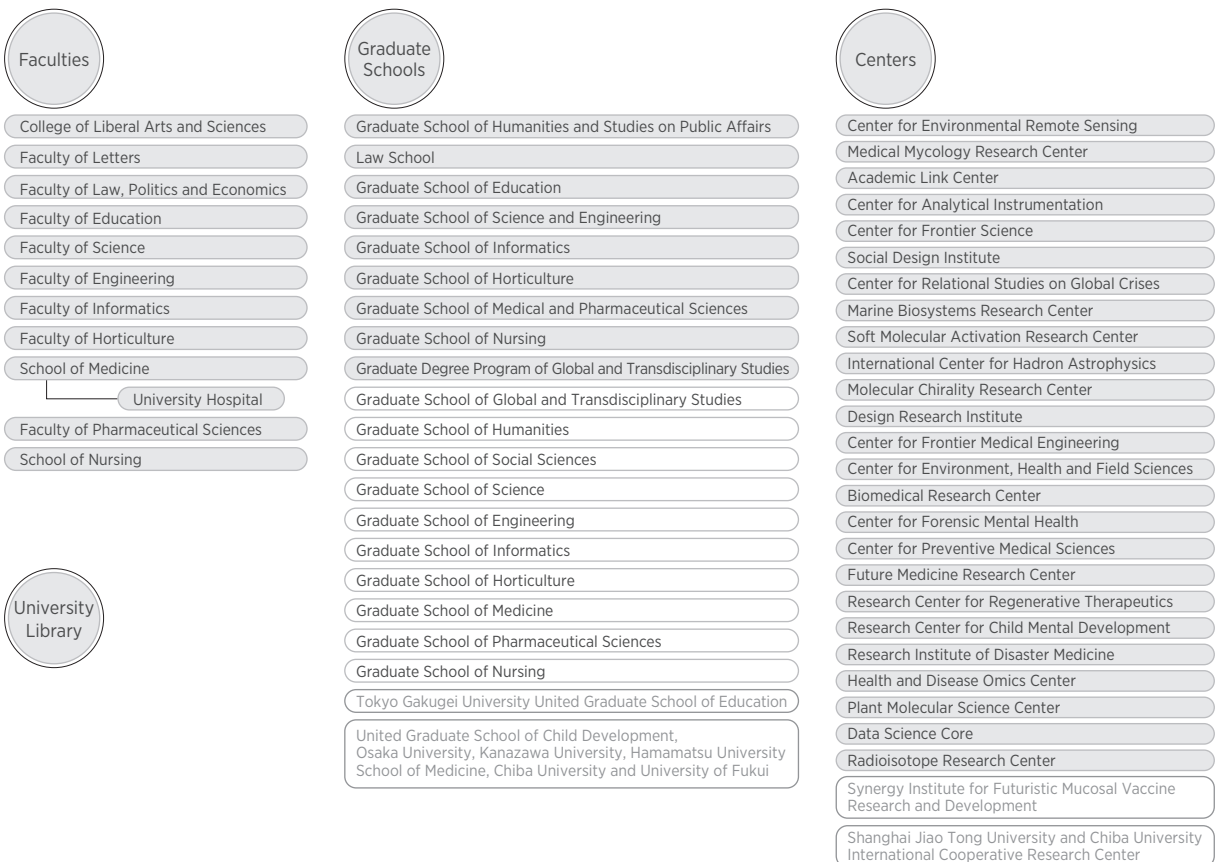 Faculties
College of Liberal Arts and Sciences
Faculty of Letters
Faculty of Law, Politics and Economics
Faculty of Education
Faculty of Science
Faculty of Engineering
Faculty of Informatics
Faculty of Horticulture
School of Medicine
University Hospital
Faculty of Pharmaceutical Sciences
School of Nursing
University
Library
Graduate
Schools
Graduate School of Humanities and Studies on Public Affairs
Law School
Graduate School of Education
Graduate School of Science and Engineering
Graduate School of Informatics
Graduate School of Horticulture
Graduate School of Medical and Pharmaceutical Sciences
Graduate School of Nursing
Graduate Degree Program of Global and Transdisciplinary Studies
Graduate School of Global and Transdisciplinary Studies
Graduate School of Humanities
Graduate School of Social Sciences
Graduate School of Science
Graduate School of Engineering
Graduate School of Informatics
Graduate School of Horticulture
Graduate School of Medicine
Graduate School of Pharmaceutical Sciences
Graduate School of Nursing
Tokyo Gakugei University United Graduate School of Education
United Graduate School of Child Development,
Osaka University, Kanazawa University, Hamamatsu University
School of Medicine, Chiba University and University of Fukui
Centers
Center for Environmental Remote Sensing
Medical Mycology Research Center
Academic Link Center
Center for Analytical Instrumentation
Center for Frontier Science
Social Design Institute
Center for Relational Studies on Global Crises
Marine Biosystems Research Center
Soft Molecular Activation Research Center
International Center for Hadron Astrophysics
Molecular Chirality Research Center
Design Research Institute
Center for Frontier Medical Engineering
Center for Environment, Health and Field Sciences
Biomedical Research Center
Center for Forensic Mental Health
Center for Preventive Medical Sciences
Future Medicine Research Center
Research Center for Regenerative Therapeutics
Research Center for Child Mental Development
Research Institute of Disaster Medicine
Health and Disease Omics Center
Plant Molecular Science Center
Data Science Core
Radioisotope Research Center
Synergy Institute for Futuristic Mucosal Vaccine
Research and Development
Shanghai Jiao Tong University and Chiba University
International Cooperative Research Center